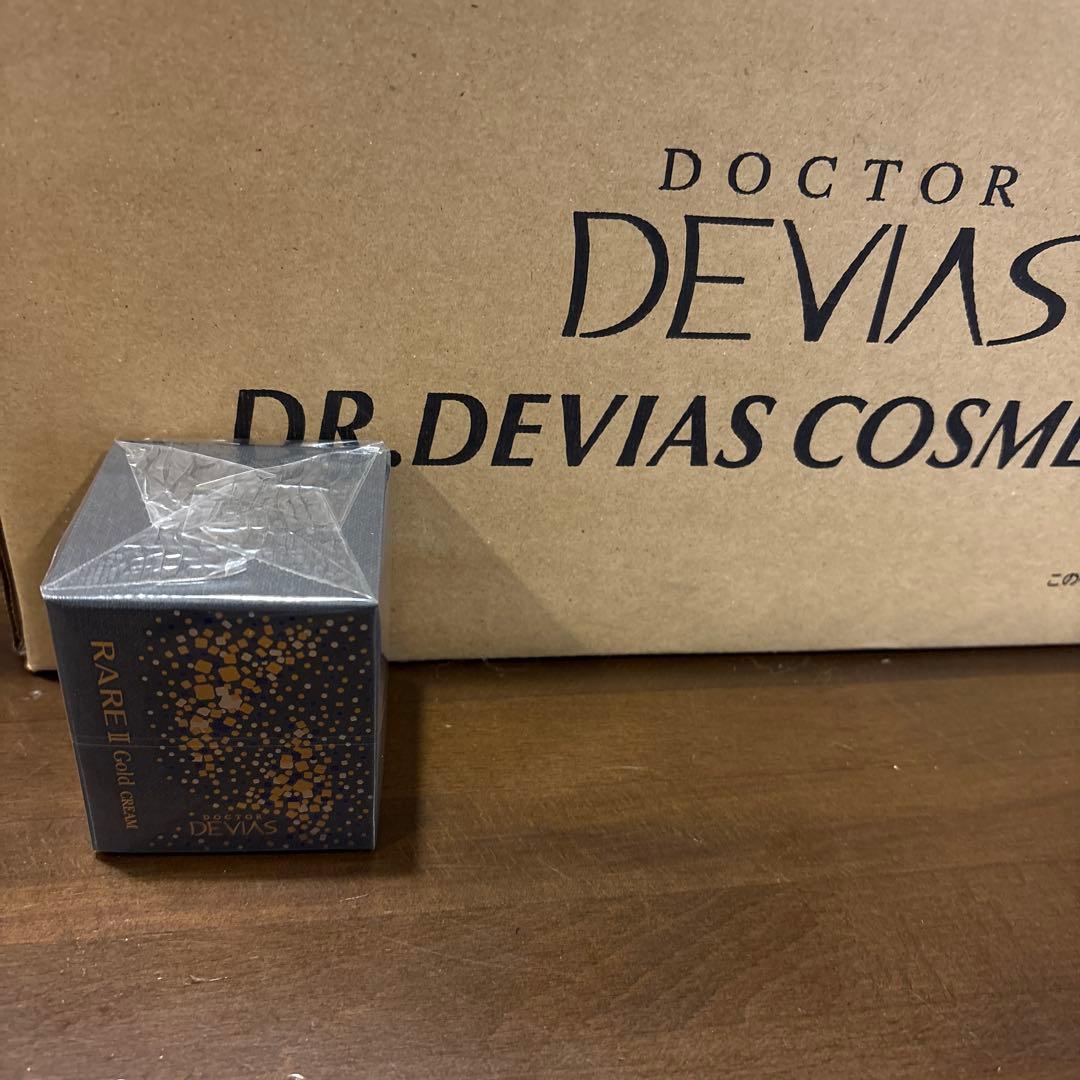 DOCTOR
DEVIAS
DR.DEVIAS COSME
この
RARE II Gold CREAM
DOCTOR
DEVIAS